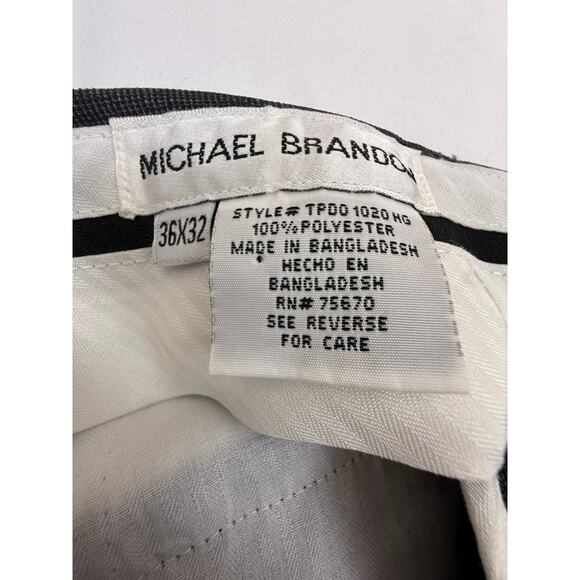 MICHAEL BRANDON
36X32
STYLE# TPDO 1020 HG
100% POLYESTER
MADE IN BANGLADESH
HECHO EN
BANGLADESH
RN# 75670
SEE REVERSE
FOR CARE